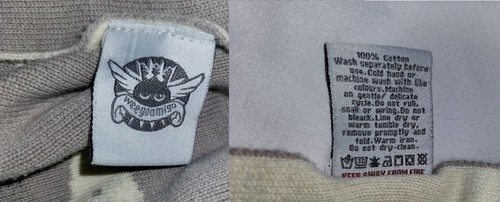 weegoamigo
100% Cotton
Wash separately before
use.Cold hand or
machine wash with like
colours.Machine
on gentle/ delicate
cycle.Do not rub,
soak or wring.Do not
bleach.Line dry or
warm tumble dry,
remove promptly and
fold.Warm iron.
Do not dry-clean.
KEEP AWAY FROM FIRE